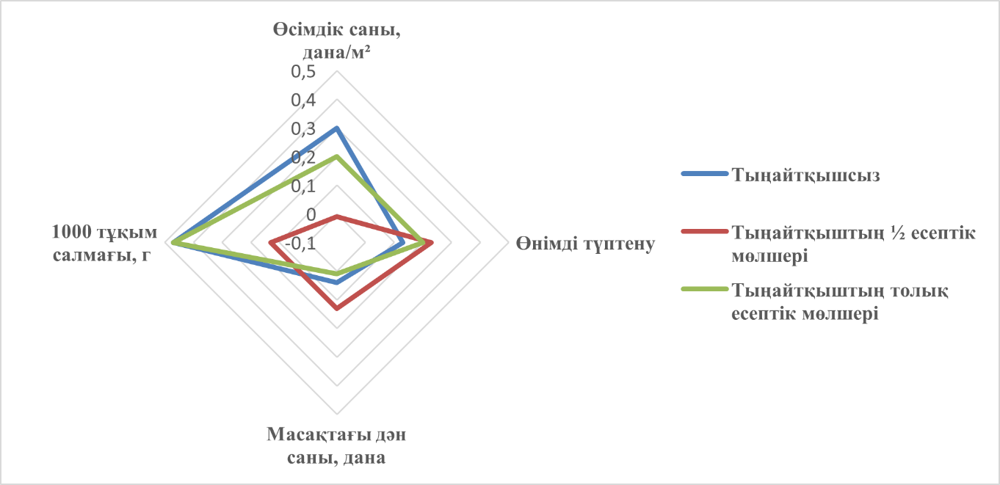 Өсімдік саны,
дана/м²
0,5
0,4
0,3
0,2
0,1
0
-0,1
1000 тұқым
салмағы, г
Өнімді түптену
Масақтағы дән
саны, дана
Тыңайтқышсыз
Тыңайтқыштың ½ есептік
мөлшері
Тыңайтқыштың толық
есептік мөлшері